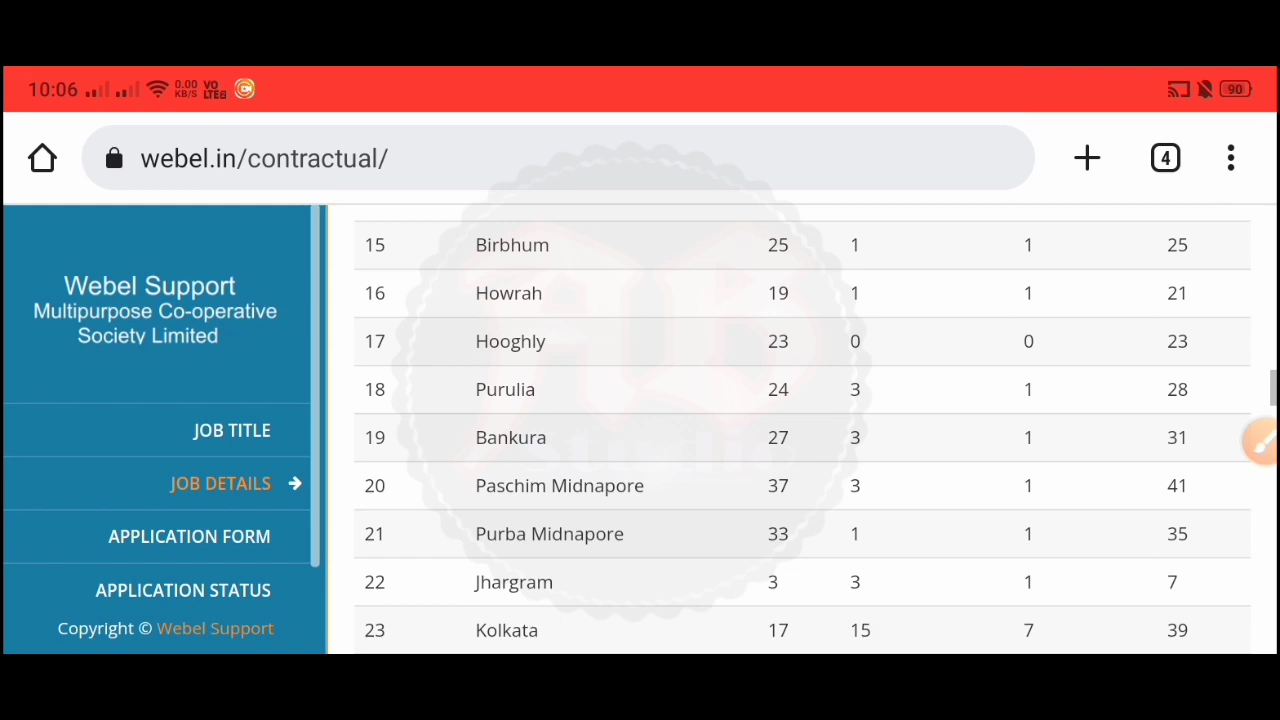 10:06 0.00 KB/S VO LTE2 90
webel.in/contractual/ 4
Webel Support
Multipurpose Co-operative
Society Limited
JOB TITLE
JOB DETAILS
APPLICATION FORM
APPLICATION STATUS
Copyright © Webel Support
15 Birbhum 25 1 1 25
16 Howrah 19 1 1 21
17 Hooghly 23 0 0 23
18 Purulia 24 3 1 28
19 Bankura 27 3 1 31
20 Paschim Midnapore 37 3 1 41
21 Purba Midnapore 33 1 1 35
22 Jhargram 3 3 1 7
23 Kolkata 17 15 7 39
AB
studio